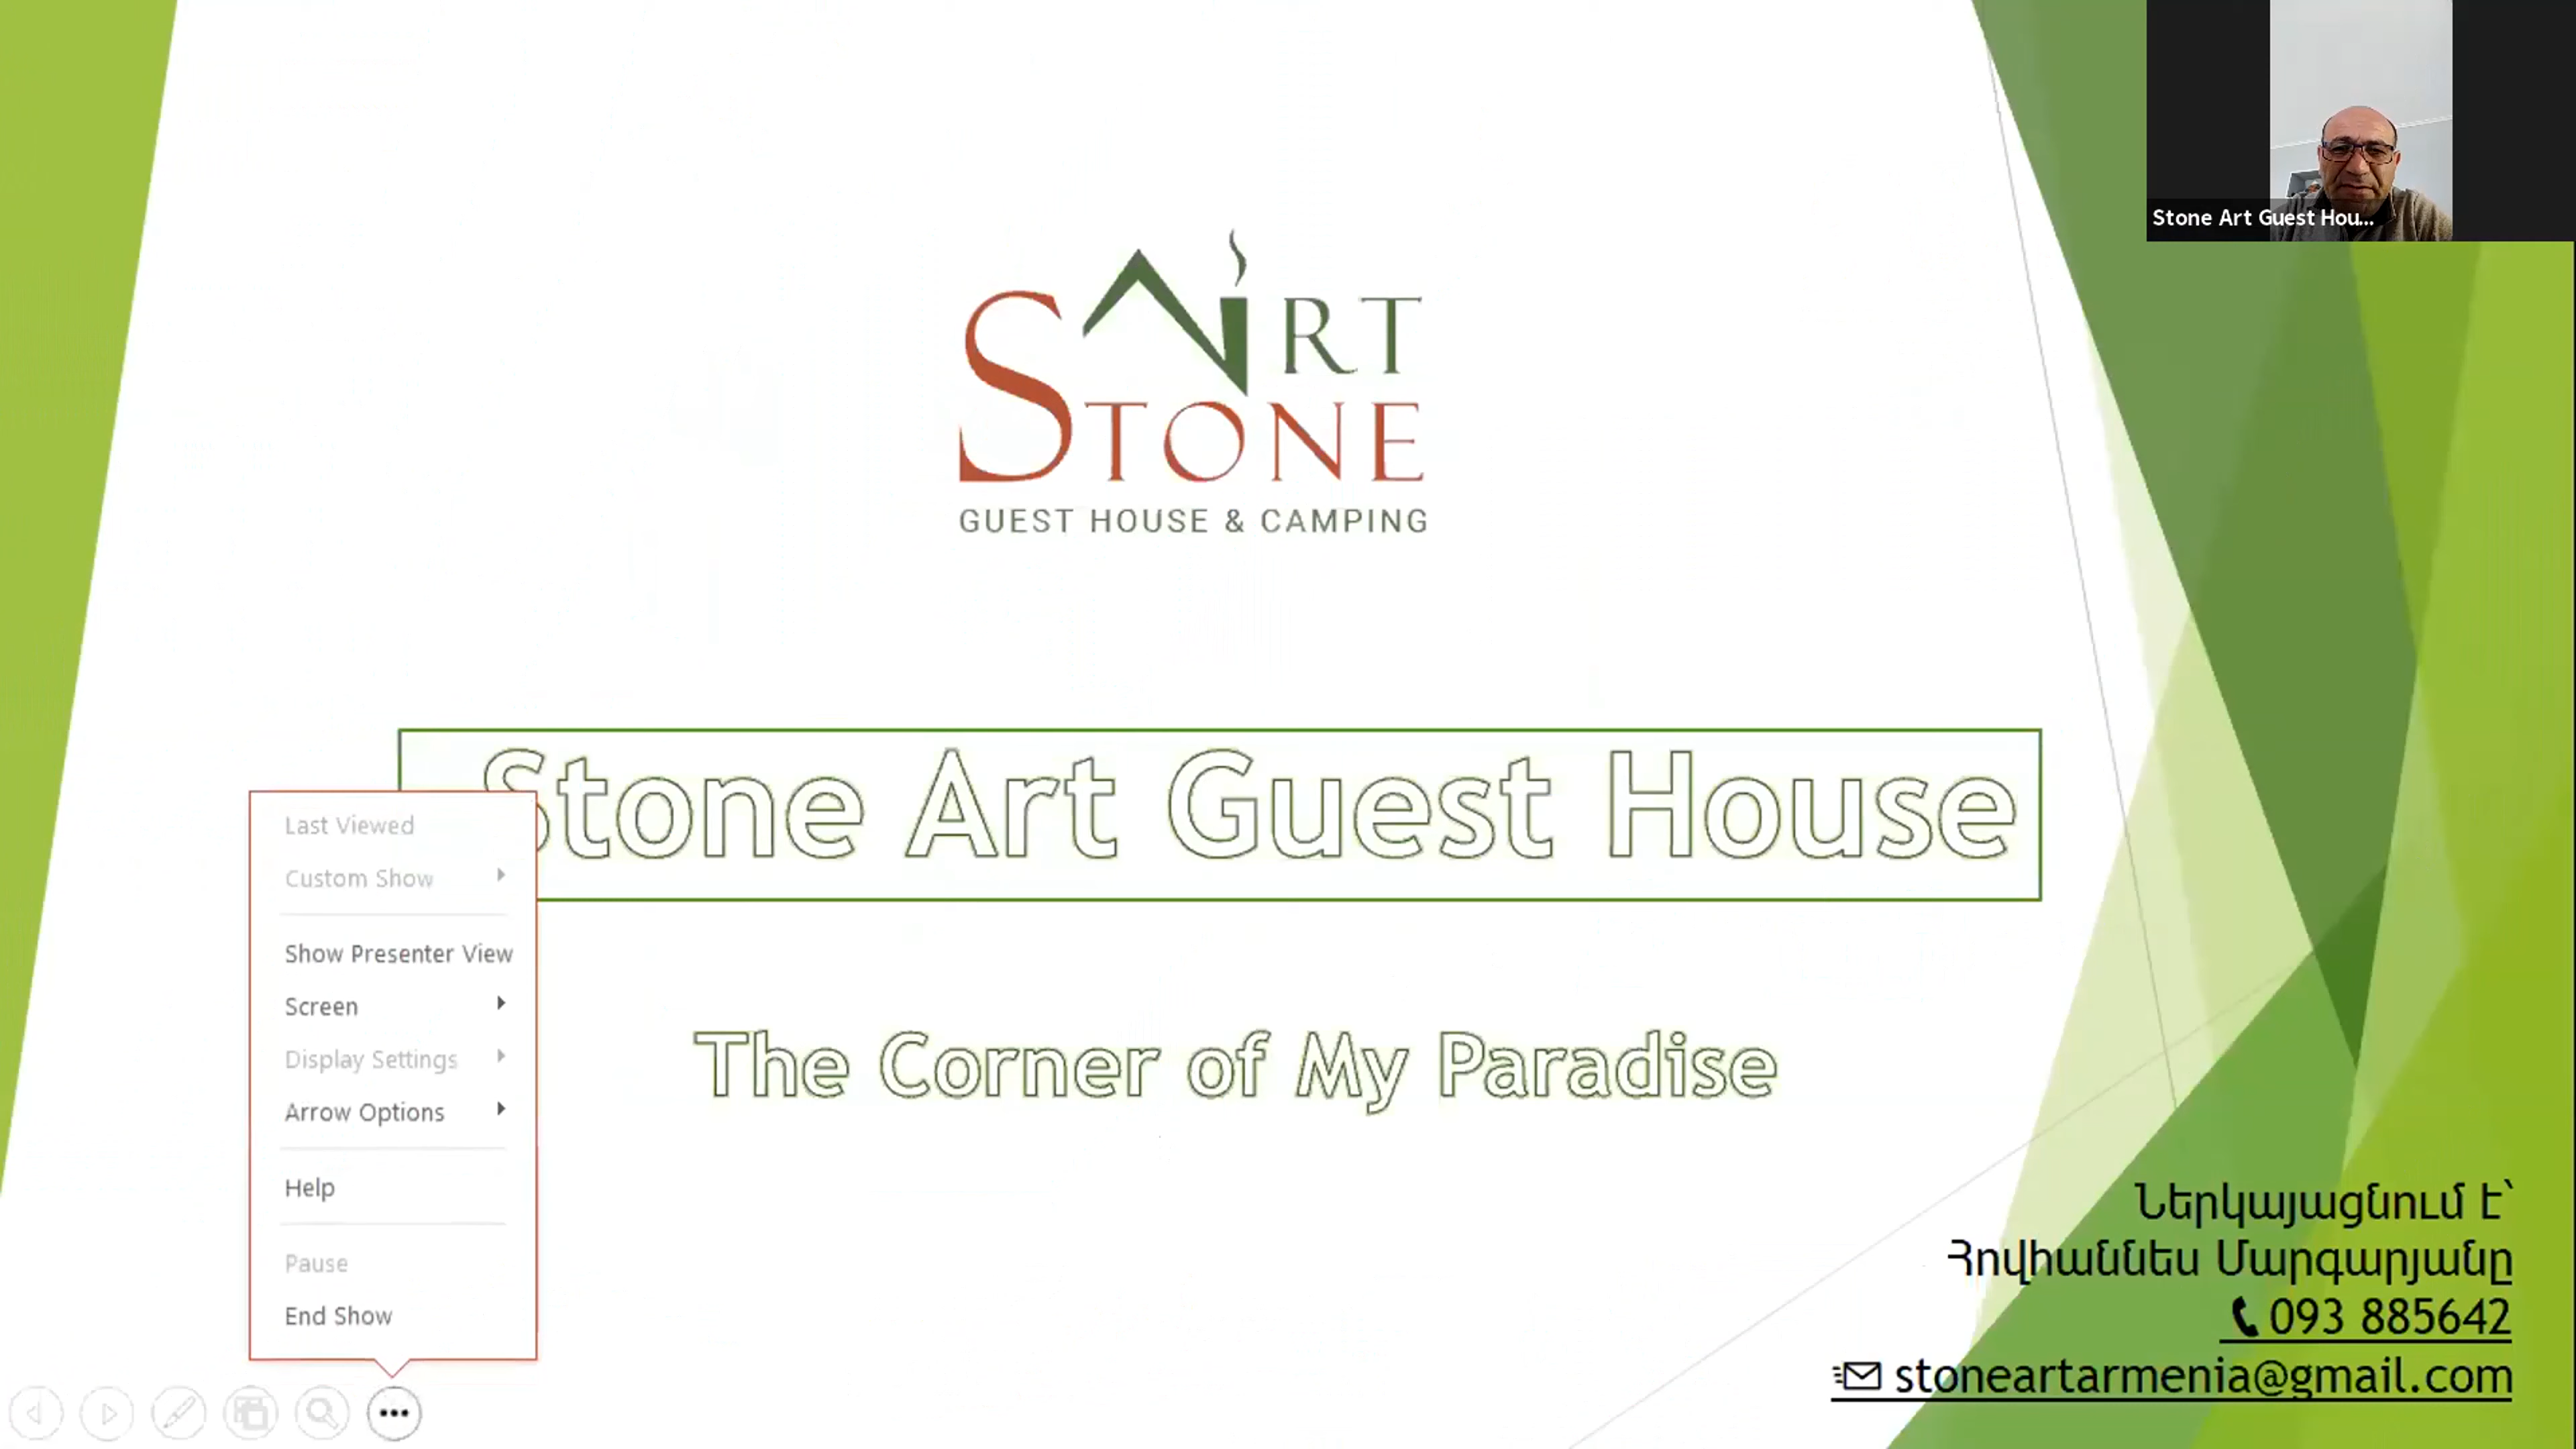 Stone Art Guest Hou...
ART
STONE
GUEST HOUSE & CAMPING
Stone Art Guest House
The Corner of My Paradise
Last Viewed
Custom Show
Show Presenter View
Screen
Display Settings
Arrow Options
Help
Pause
End Show
Ներկայացնում է՝
Հովհաննես Մարգարյանը
093 885642
stoneartarmenia@gmail.com